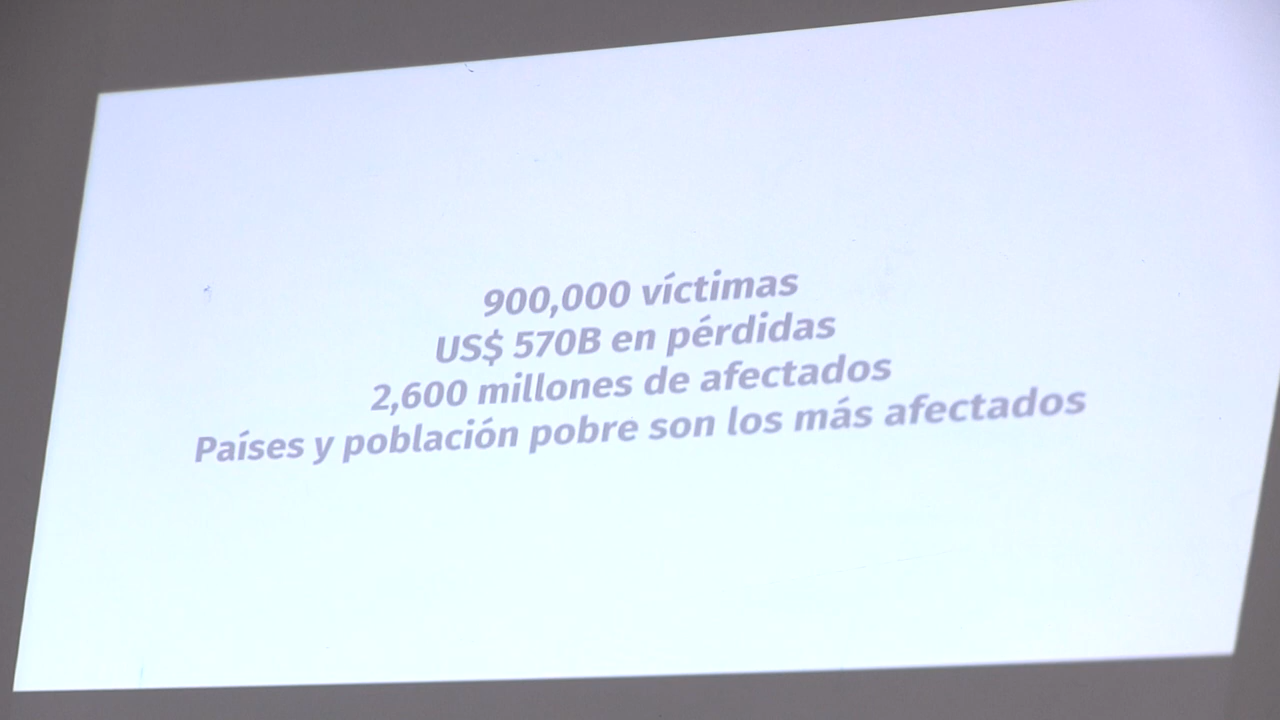 900,000 víctimas
US$ 570B en pérdidas
2,600 millones de afectados
Países y población pobre son los más afectados